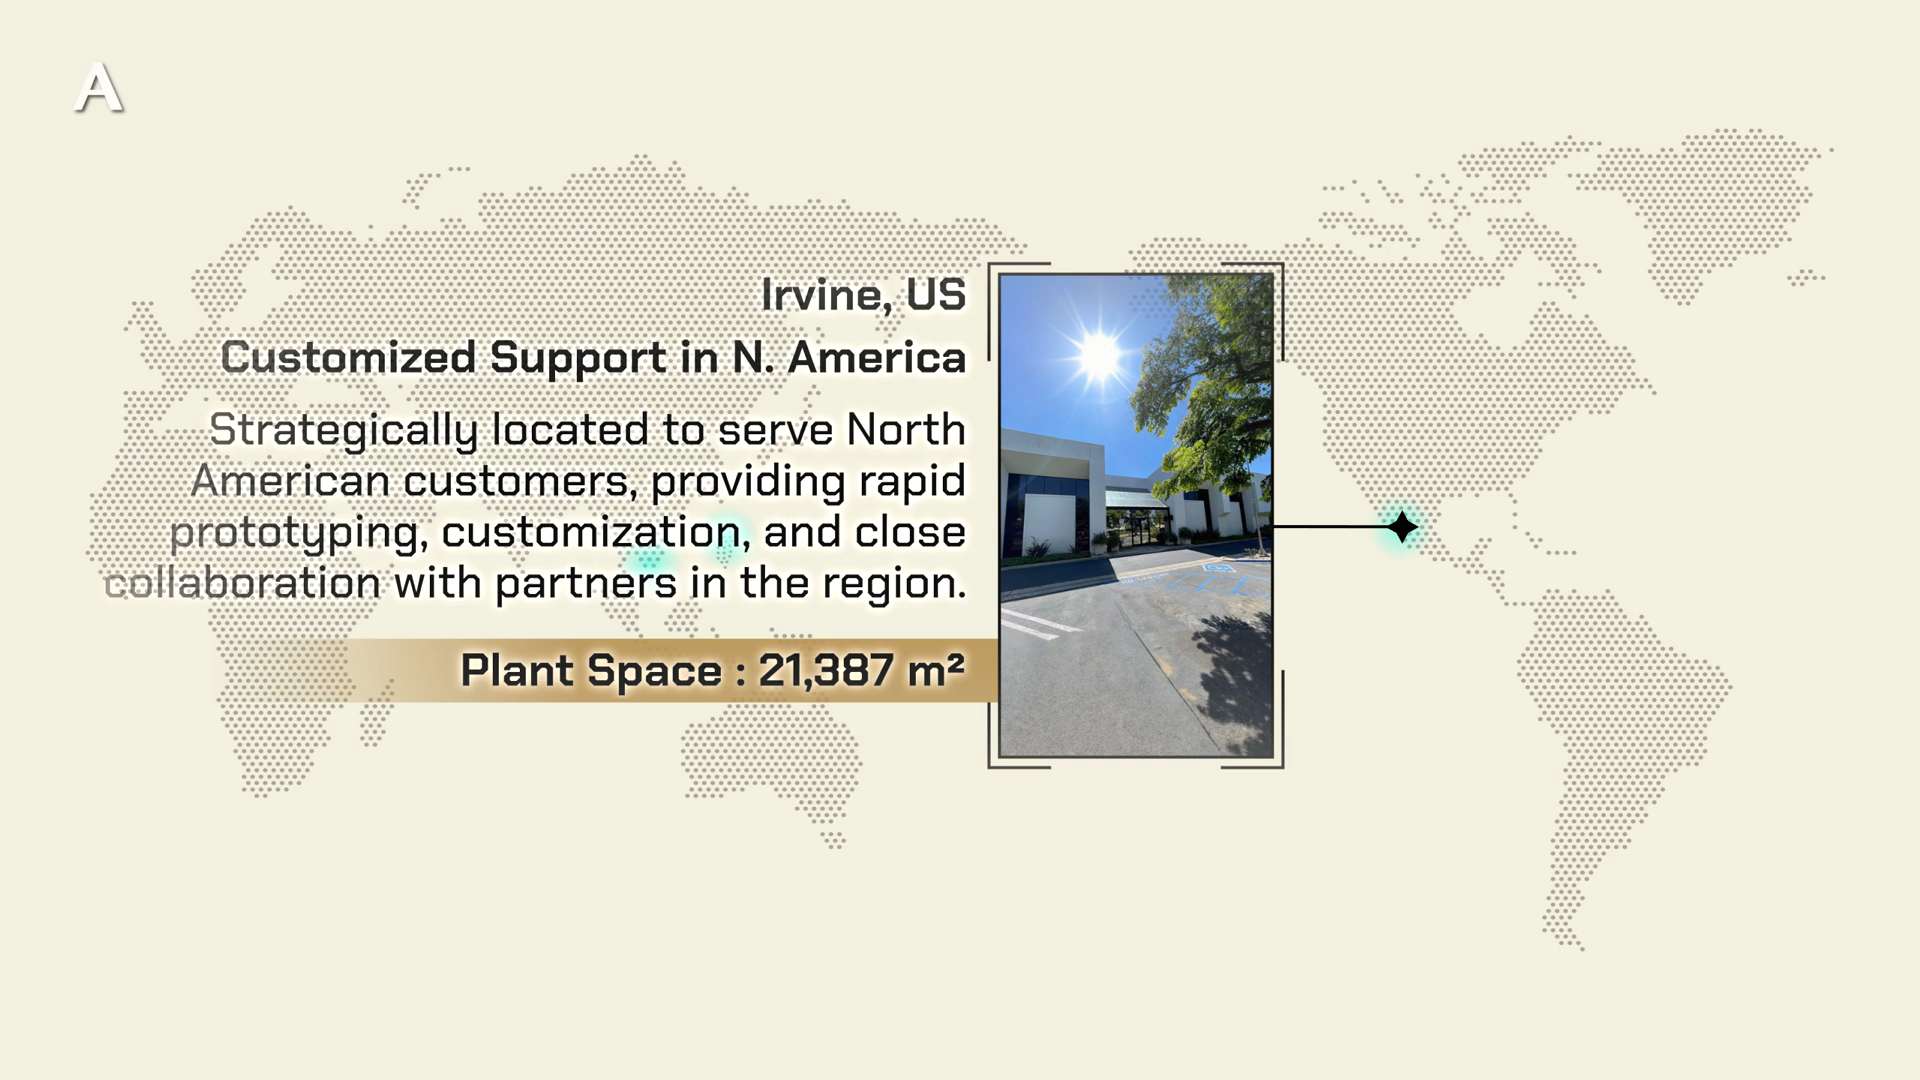 A
Irvine, US
Customized Support in N. America
Strategically located to serve North
American customers, providing rapid
prototyping, customization, and close
collaboration with partners in the region.
Plant Space : 21,387 m²